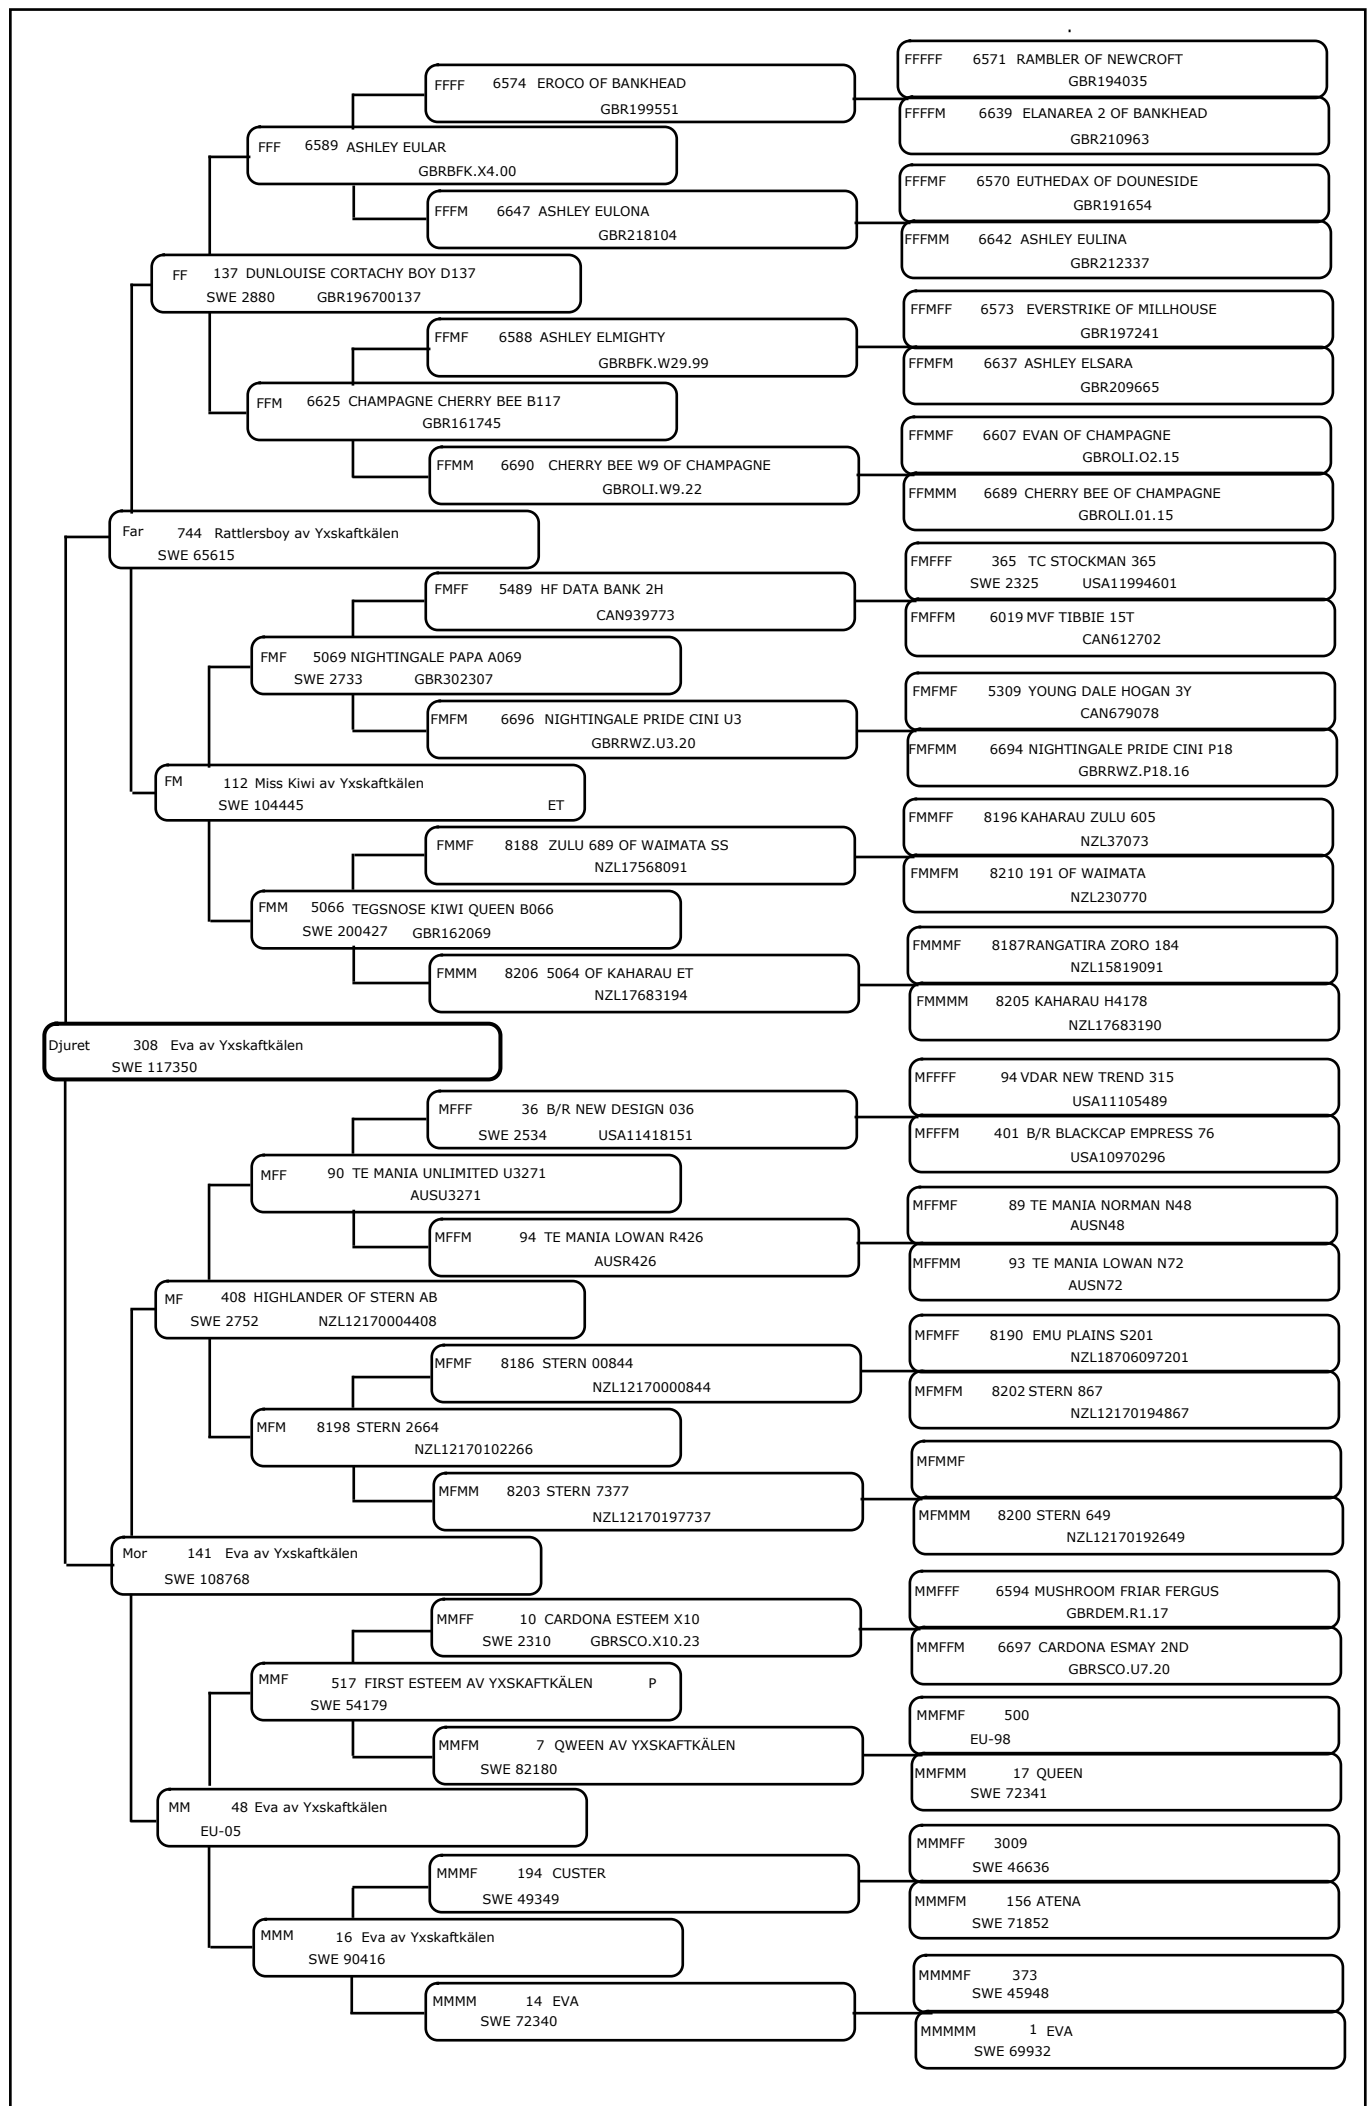 FFFFF 6571 RAMBLER OF NEWCROFT
GBR194035
FFFF 6574 EROCO OF BANKHEAD
GBR199551
FFFFM 6639 ELANAREA 2 OF BANKHEAD
GBR210963
FFF 6589 ASHLEY EULAR
GBRBFK.X4.00
FFFMF 6570 EUTHEDAX OF DOUNESIDE
GBR191654
FFFM 6647 ASHLEY EULONA
GBR218104
FFFMM 6642 ASHLEY EULINA
GBR212337
FF 137 DUNLOUISE CORTACHY BOY D137
SWE 2880 GBR196700137
FFMFF 6573 EVERSTRIKE OF MILLHOUSE
GBR197241
FFMF 6588 ASHLEY ELMIGHTY
GBRBFK.W29.99
FFMFM 6637 ASHLEY ELSARA
GBR209665
FFM 6625 CHAMPAGNE CHERRY BEE B117
GBR161745
FFMMF 6607 EVAN OF CHAMPAGNE
GBROLI.O2.15
FFMM 6690 CHERRY BEE W9 OF CHAMPAGNE
GBROLI.W9.22
FFMMM 6689 CHERRY BEE OF CHAMPAGNE
GBROLI.01.15
Far 744 Rattlersboy av Yxskaftkälen
SWE 65615
FMFFF 365 TC STOCKMAN 365
SWE 2325 USA11994601
FMFF 5489 HF DATA BANK 2H
CAN939773
FMFFM 6019 MVF TIBBIE 15T
CAN612702
FMF 5069 NIGHTINGALE PAPA A069
SWE 2733 GBR302307
FMFMF 5309 YOUNG DALE HOGAN 3Y
CAN679078
FMFM 6696 NIGHTINGALE PRIDE CINI U3
GBRRWZ.U3.20
FMFMM 6694 NIGHTINGALE PRIDE CINI P18
GBRRWZ.P18.16
FM 112 Miss Kiwi av Yxskaftkälen
SWE 104445 ET
FMMFF 8196 KAHARAU ZULU 605
NZL37073
FMMF 8188 ZULU 689 OF WAIMATA SS
NZL17568091
FMMFM 8210 191 OF WAIMATA
NZL230770
FMM 5066 TEGSNOSE KIWI QUEEN B066
SWE 200427 GBR162069
FMMMF 8187 RANGATIRA ZORO 184
NZL15819091
FMMM 8206 5064 OF KAHARAU ET
NZL17683194
FMMMM 8205 KAHARAU H4178
NZL17683190
Djuret 308 Eva av Yxskaftkälen
SWE 117350
MFFFF 94 VDAR NEW TREND 315
USA11105489
MFFF 36 B/R NEW DESIGN 036
SWE 2534 USA11418151
MFFFM 401 B/R BLACKCAP EMPRESS 76
USA10970296
MFF 90 TE MANIA UNLIMITED U3271
AUSU3271
MFFMF 89 TE MANIA NORMAN N48
AUSN48
MFFM 94 TE MANIA LOWAN R426
AUSR426
MFFMM 93 TE MANIA LOWAN N72
AUSN72
MF 408 HIGHLANDER OF STERN AB
SWE 2752 NZL12170004408
MFMFF 8190 EMU PLAINS S201
NZL18706097201
MFMF 8186 STERN 00844
NZL12170000844
MFMFM 8202 STERN 867
NZL12170194867
MFM 8198 STERN 2664
NZL12170102266
MFMMF
MFMM 8203 STERN 7377
NZL12170197737
MFMMM 8200 STERN 649
NZL12170192649
Mor 141 Eva av Yxskaftkälen
SWE 108768
MMFFF 6594 MUSHROOM FRIAR FERGUS
GBRDEM.R1.17
MMFF 10 CARDONA ESTEEM X10
SWE 2310 GBRSCO.X10.23
MMFFM 6697 CARDONA ESMAY 2ND
GBRSCO.U7.20
MMF 517 FIRST ESTEEM AV YXSKAFTKÄLEN P
SWE 54179
MMFMF 500
EU-98
MMFM 7 QWEEN AV YXSKAFTKÄLEN
SWE 82180
MMFMM 17 QUEEN
SWE 72341
MM 48 Eva av Yxskaftkälen
EU-05
MMMFF 3009
SWE 46636
MMMF 194 CUSTER
SWE 49349
MMMFM 156 ATENA
SWE 71852
MMM 16 Eva av Yxskaftkälen
SWE 90416
MMMMF 373
SWE 45948
MMMM 14 EVA
SWE 72340
MMMMM 1 EVA
SWE 69932